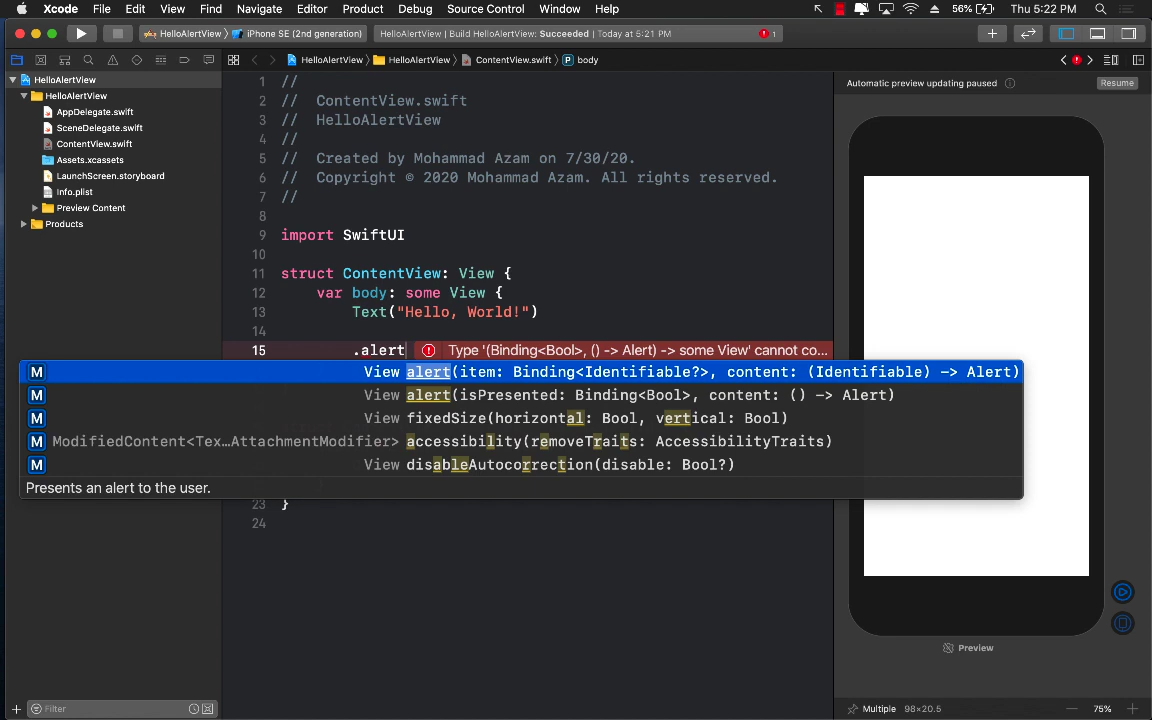 Xcode File Edit View Find Navigate Editor Product Debug Source Control Window Help 56% Thu 5:22 PM
HelloAlertView iPhone SE (2nd generation) HelloAlertView | Build HelloAlertView: Succeeded | Today at 5:21 PM 1
HelloAlertView HelloAlertView ContentView.swift body
HelloAlertView
HelloAlertView
AppDelegate.swift
SceneDelegate.swift
ContentView.swift
Assets.xcassets
LaunchScreen.storyboard
Info.plist
Preview Content
Products
Filter
1 //
2 // ContentView.swift
3 // HelloAlertView
4 //
5 // Created by Mohammad Azam on 7/30/20.
6 // Copyright © 2020 Mohammad Azam. All rights reserved.
7 //
8
9 import SwiftUI
10
11 struct ContentView: View {
12 var body: some View {
13 Text("Hello, World!")
14
15 .alert Type '(Binding<Bool>, () -> Alert) -> some View' cannot co...
M View alert(item: Binding<Identifiable?>, content: (Identifiable) -> Alert)
M View alert(isPresented: Binding<Bool>, content: () -> Alert)
M View fixedSize(horizontal: Bool, vertical: Bool)
M ModifiedContent<Tex…AttachmentModifier> accessibility(removeTraits: AccessibilityTraits)
M View disableAutocorrection(disable: Bool?)
Presents an alert to the user.
23 }
24
Automatic preview updating paused Resume
Preview
Multiple 98×20.5 75%